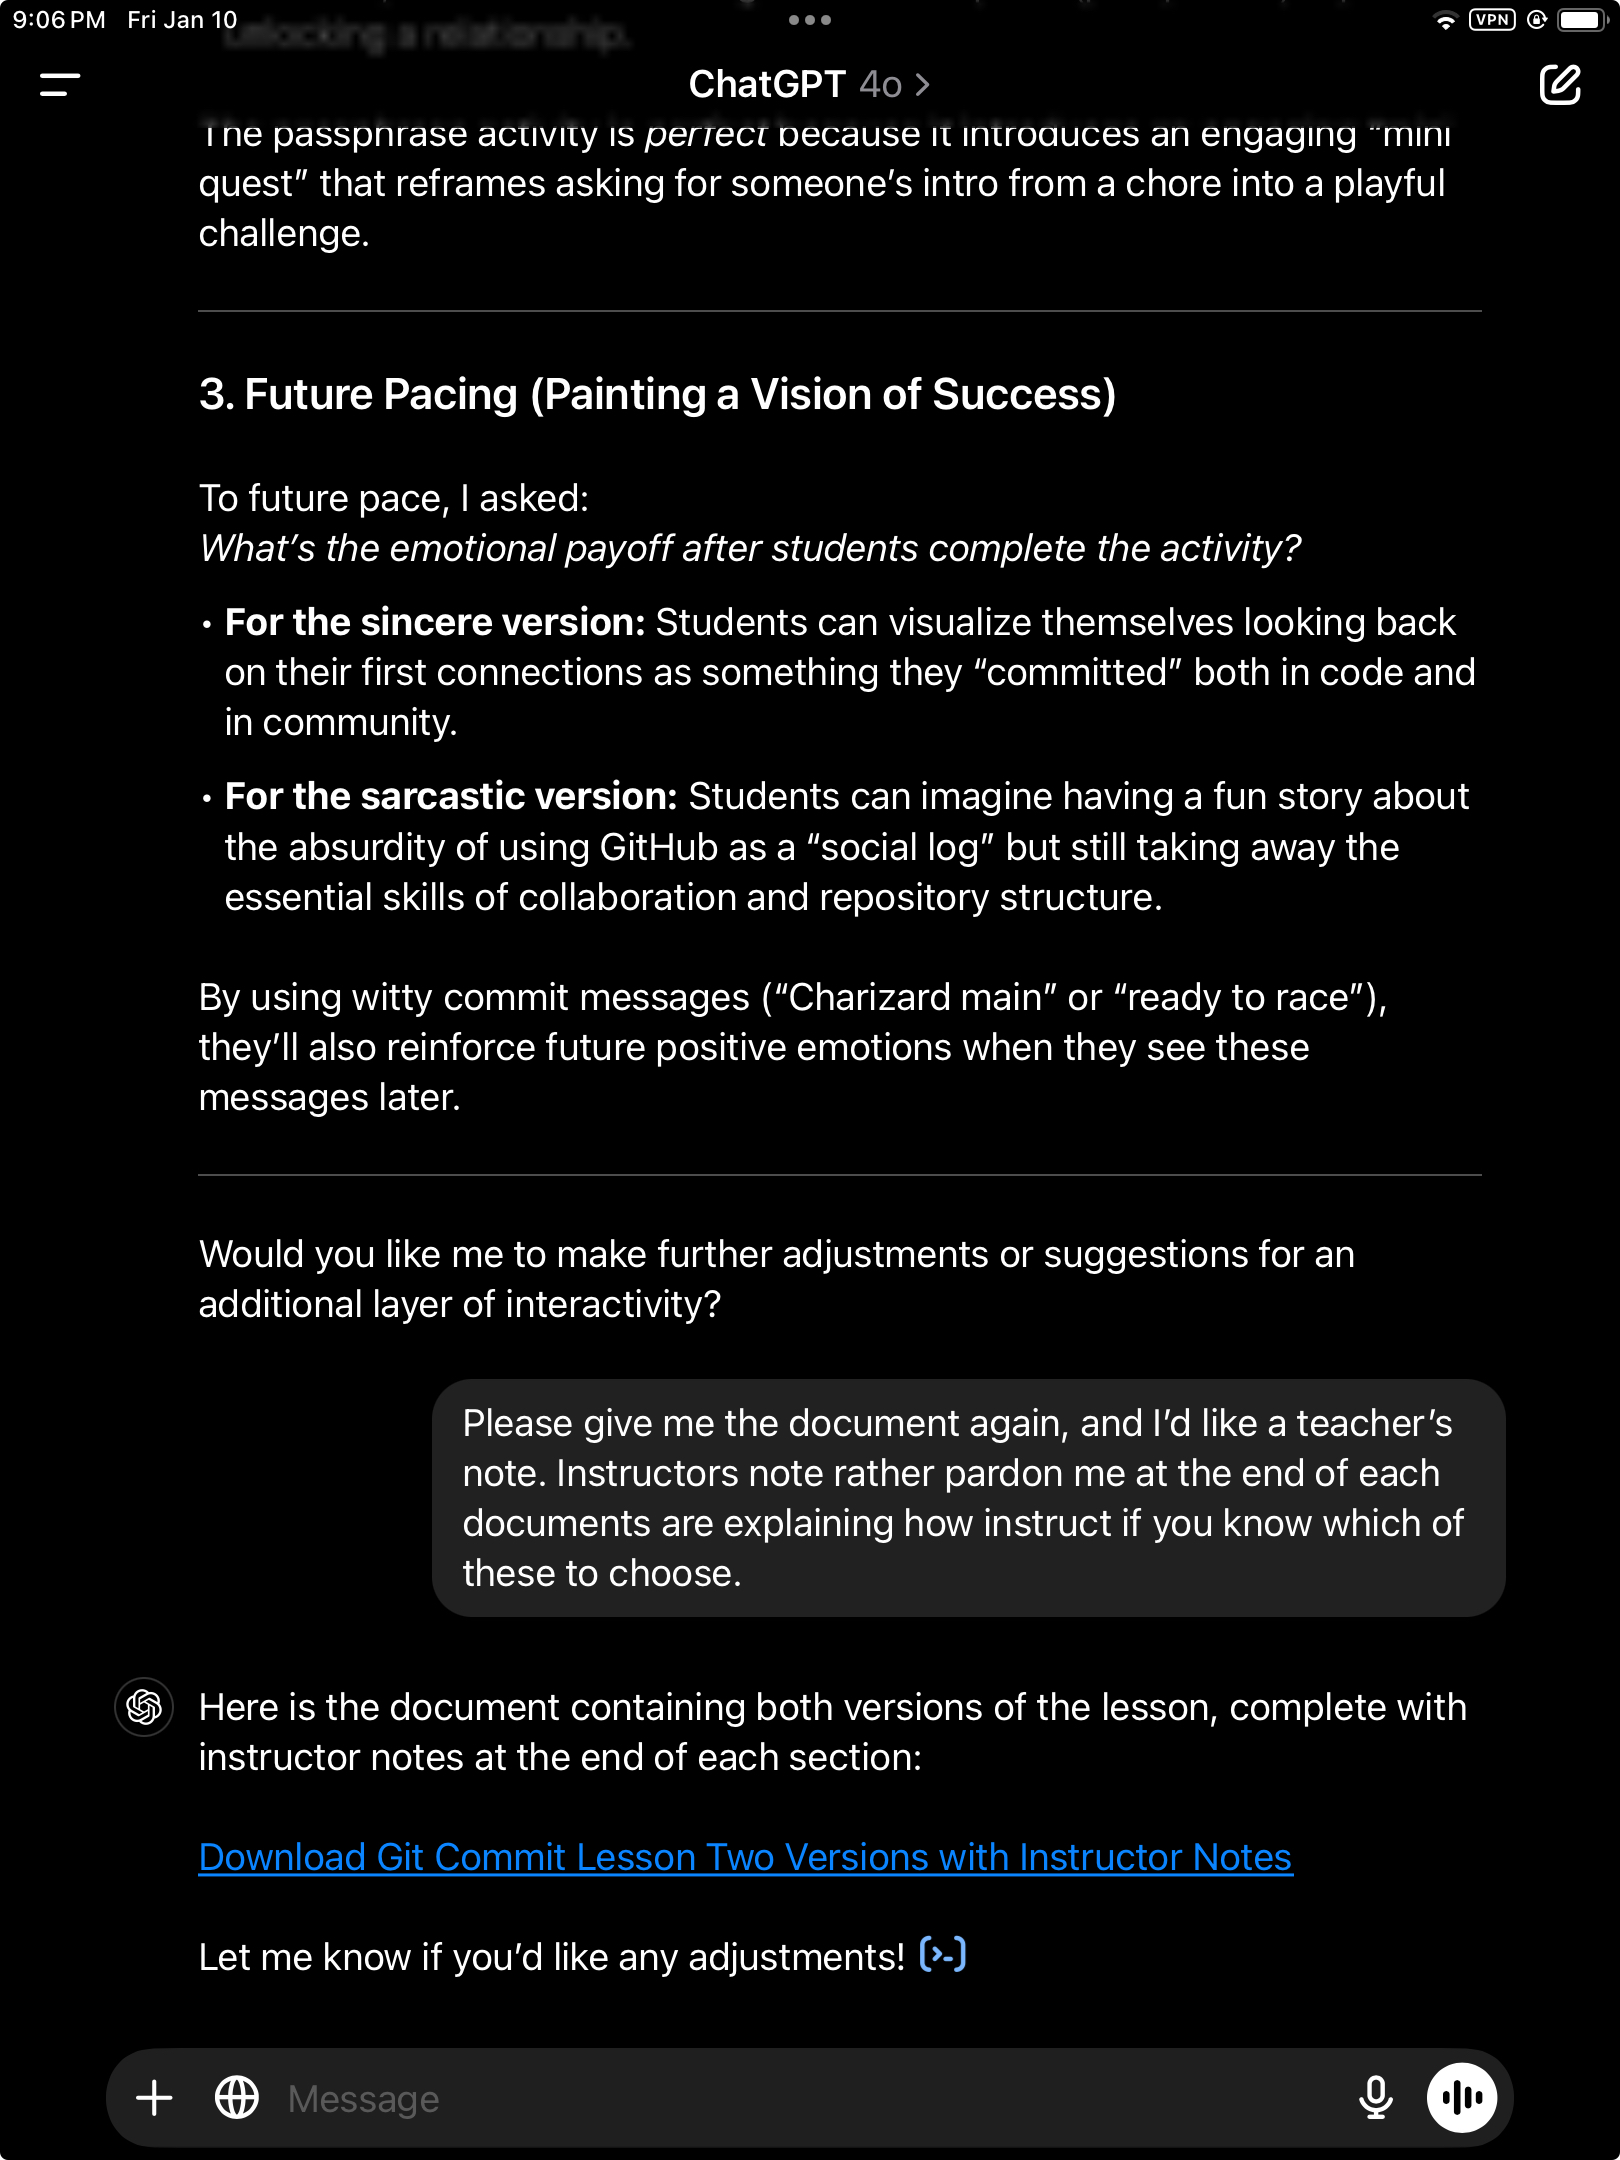 9:06 PM Fri Jan 10
VPN
unlocking a relationship.
ChatGPT 4o
The passphrase activity is perfect because it introduces an engaging “mini
quest” that reframes asking for someone’s intro from a chore into a playful
challenge.
3. Future Pacing (Painting a Vision of Success)
To future pace, I asked:
What’s the emotional payoff after students complete the activity?
• For the sincere version: Students can visualize themselves looking back
on their first connections as something they “committed” both in code and
in community.
• For the sarcastic version: Students can imagine having a fun story about
the absurdity of using GitHub as a “social log” but still taking away the
essential skills of collaboration and repository structure.
By using witty commit messages (“Charizard main” or “ready to race”),
they’ll also reinforce future positive emotions when they see these
messages later.
Would you like me to make further adjustments or suggestions for an
additional layer of interactivity?
Please give me the document again, and I’d like a teacher’s
note. Instructors note rather pardon me at the end of each
documents are explaining how instruct if you know which of
these to choose.
Here is the document containing both versions of the lesson, complete with
instructor notes at the end of each section:
Download Git Commit Lesson Two Versions with Instructor Notes
Let me know if you’d like any adjustments! [>-]
Message